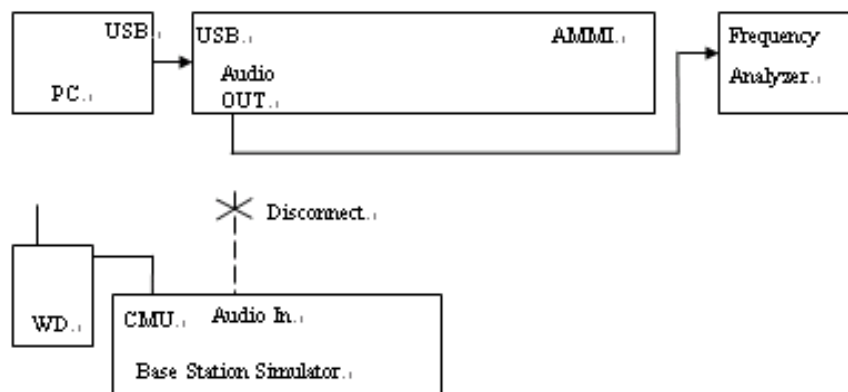 USB
PC
USB
AMMI
Audio
OUT
Frequency
Analyzer
Disconnect
WD
CMU
Audio In
Base Station Simulator